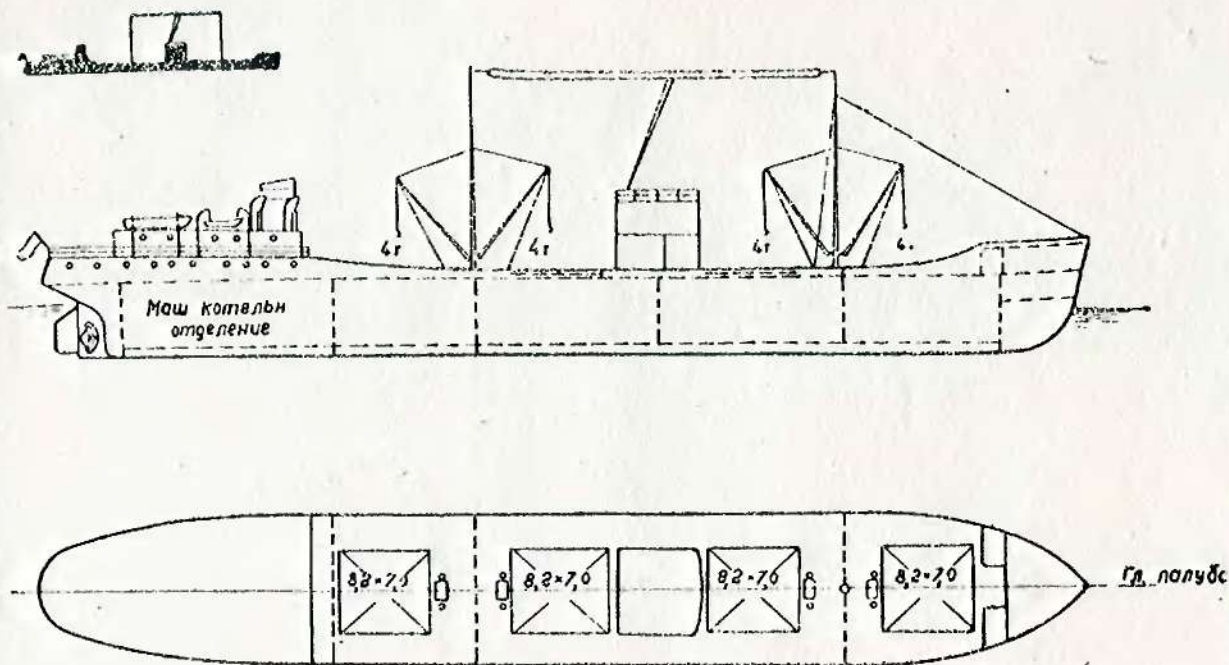 4т
4т
4т
4.
Маш котельн
отделение
8,2×7,0
8,2×7,0
8,2×7,0
8,2×7,0
Гл. палубс